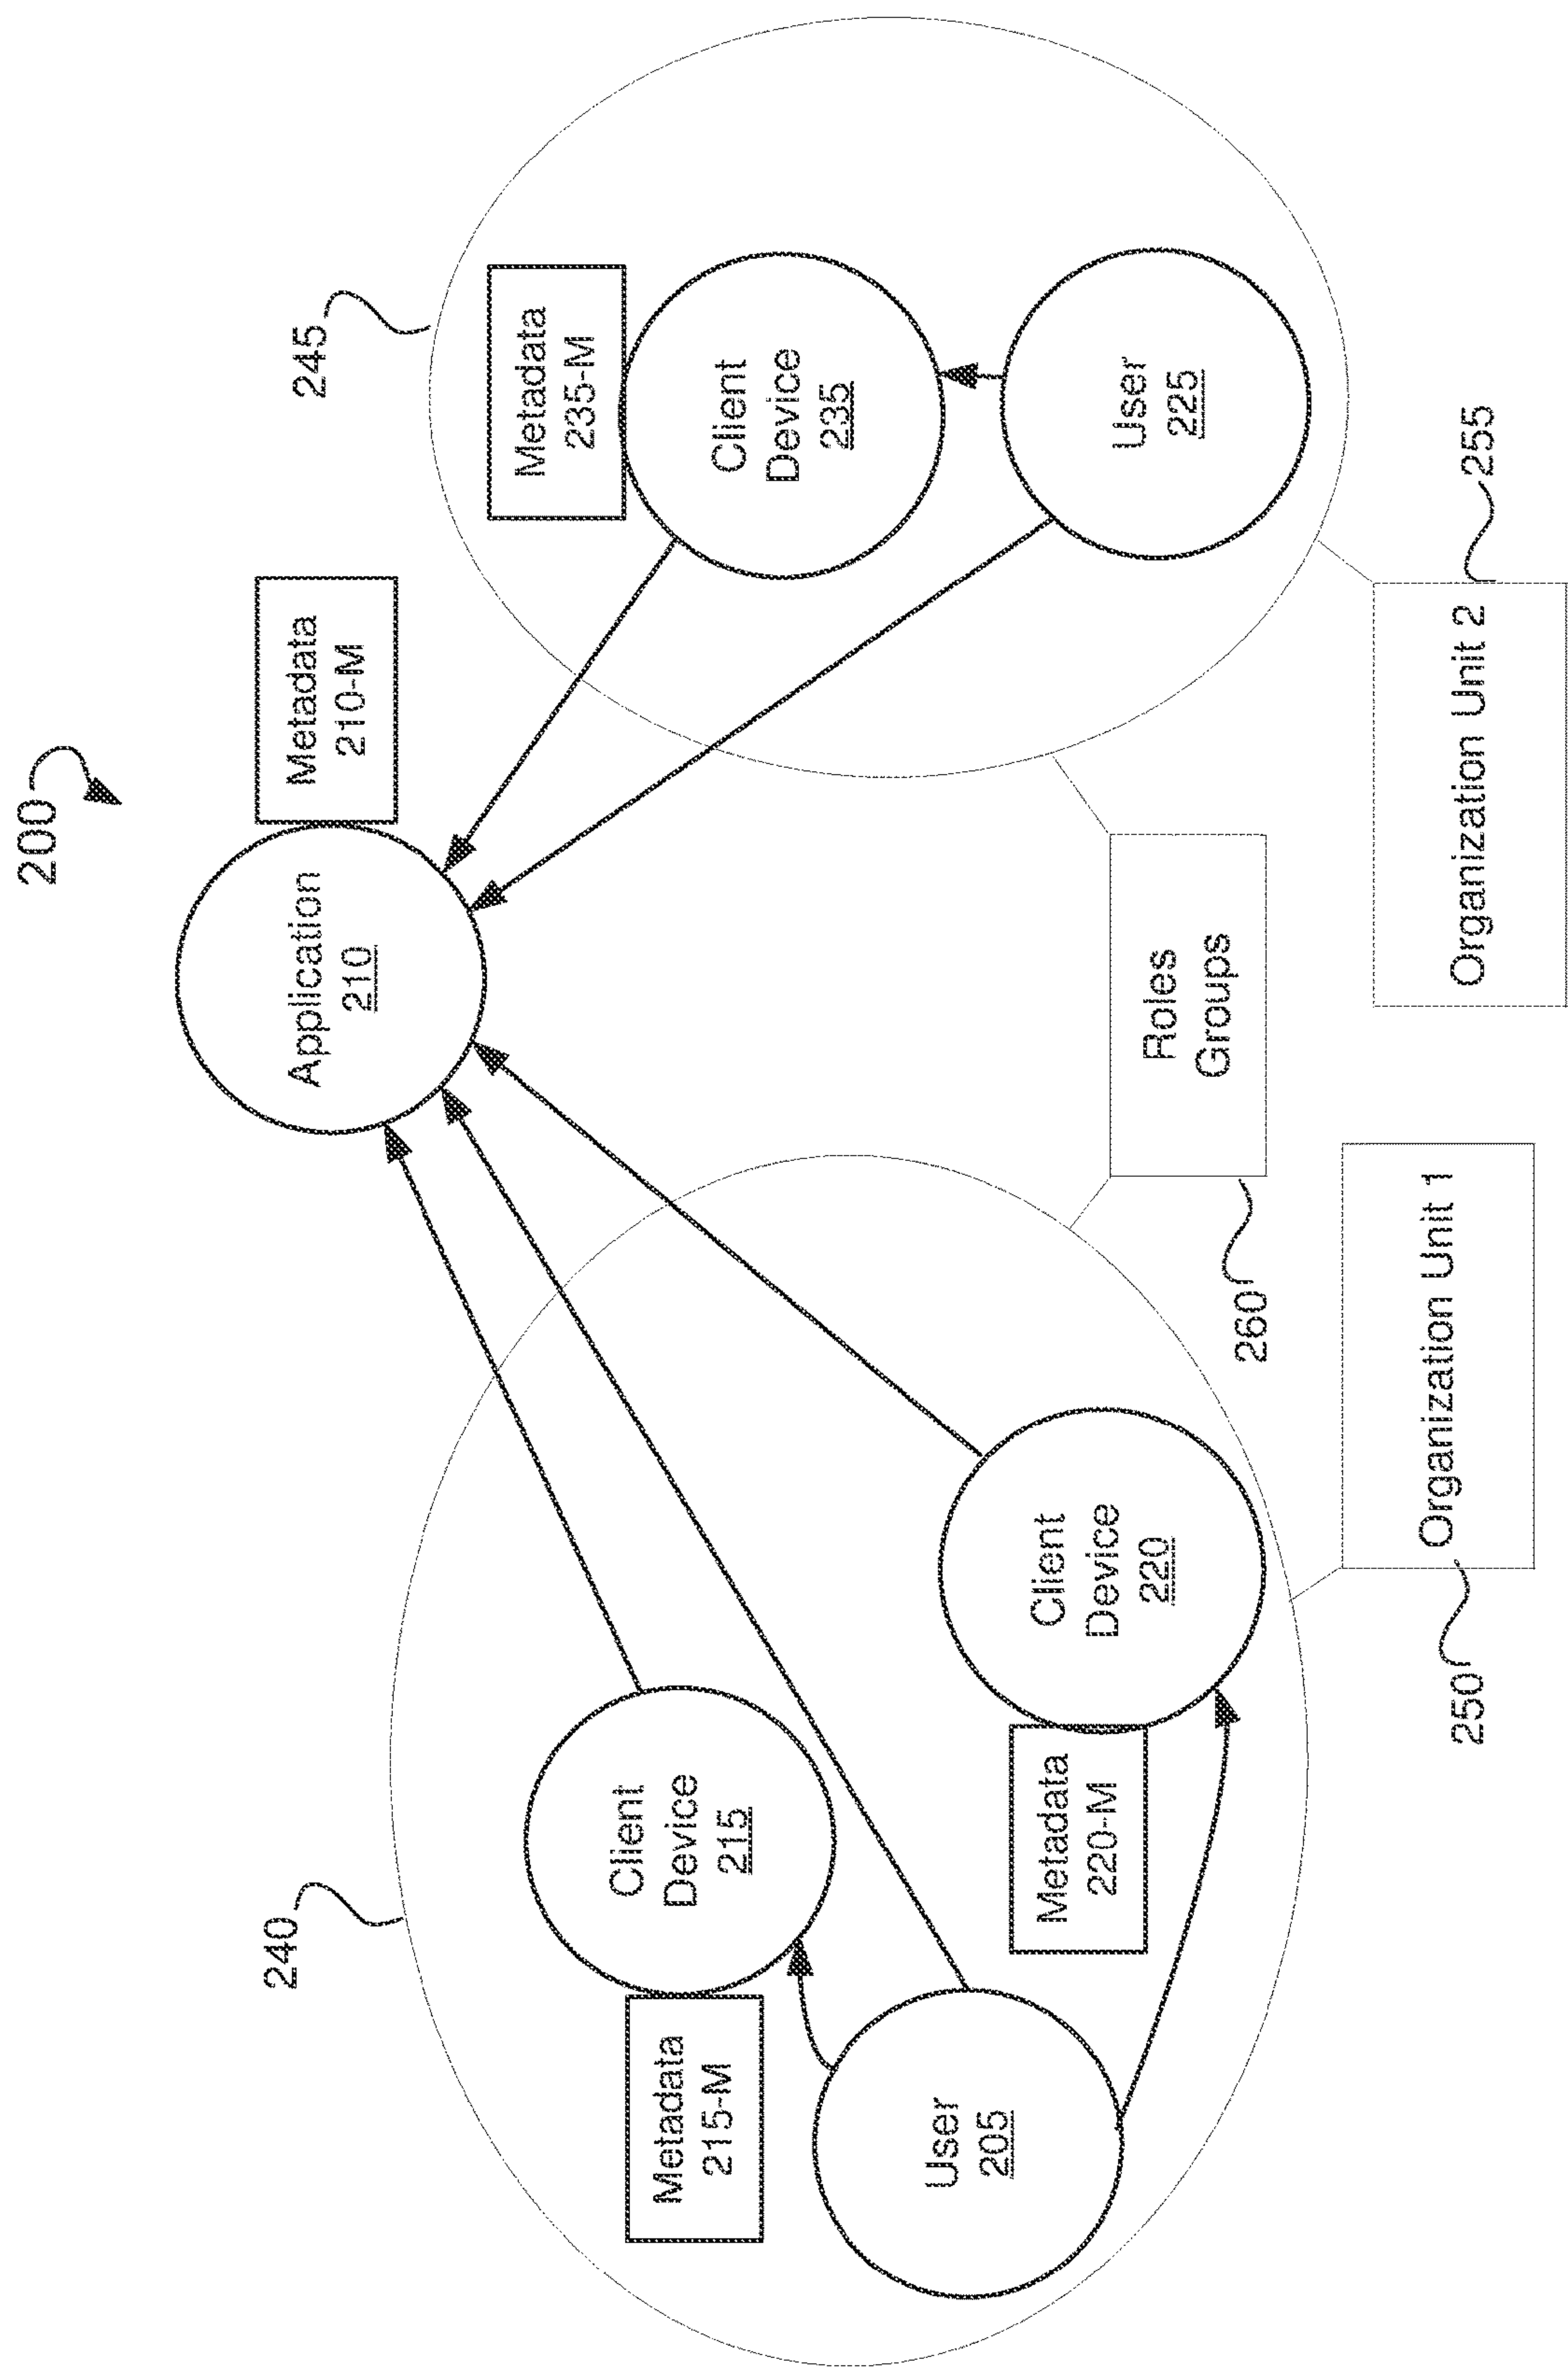 200
Application
210
Metadata
210-M
240
245
Metadata
215-M
Client
Device
215
User
205
Metadata
220-M
Client
Device
220
Metadata
235-M
Client
Device
235
User
225
Roles
Groups
260
250
Organization Unit 1
Organization Unit 2
255